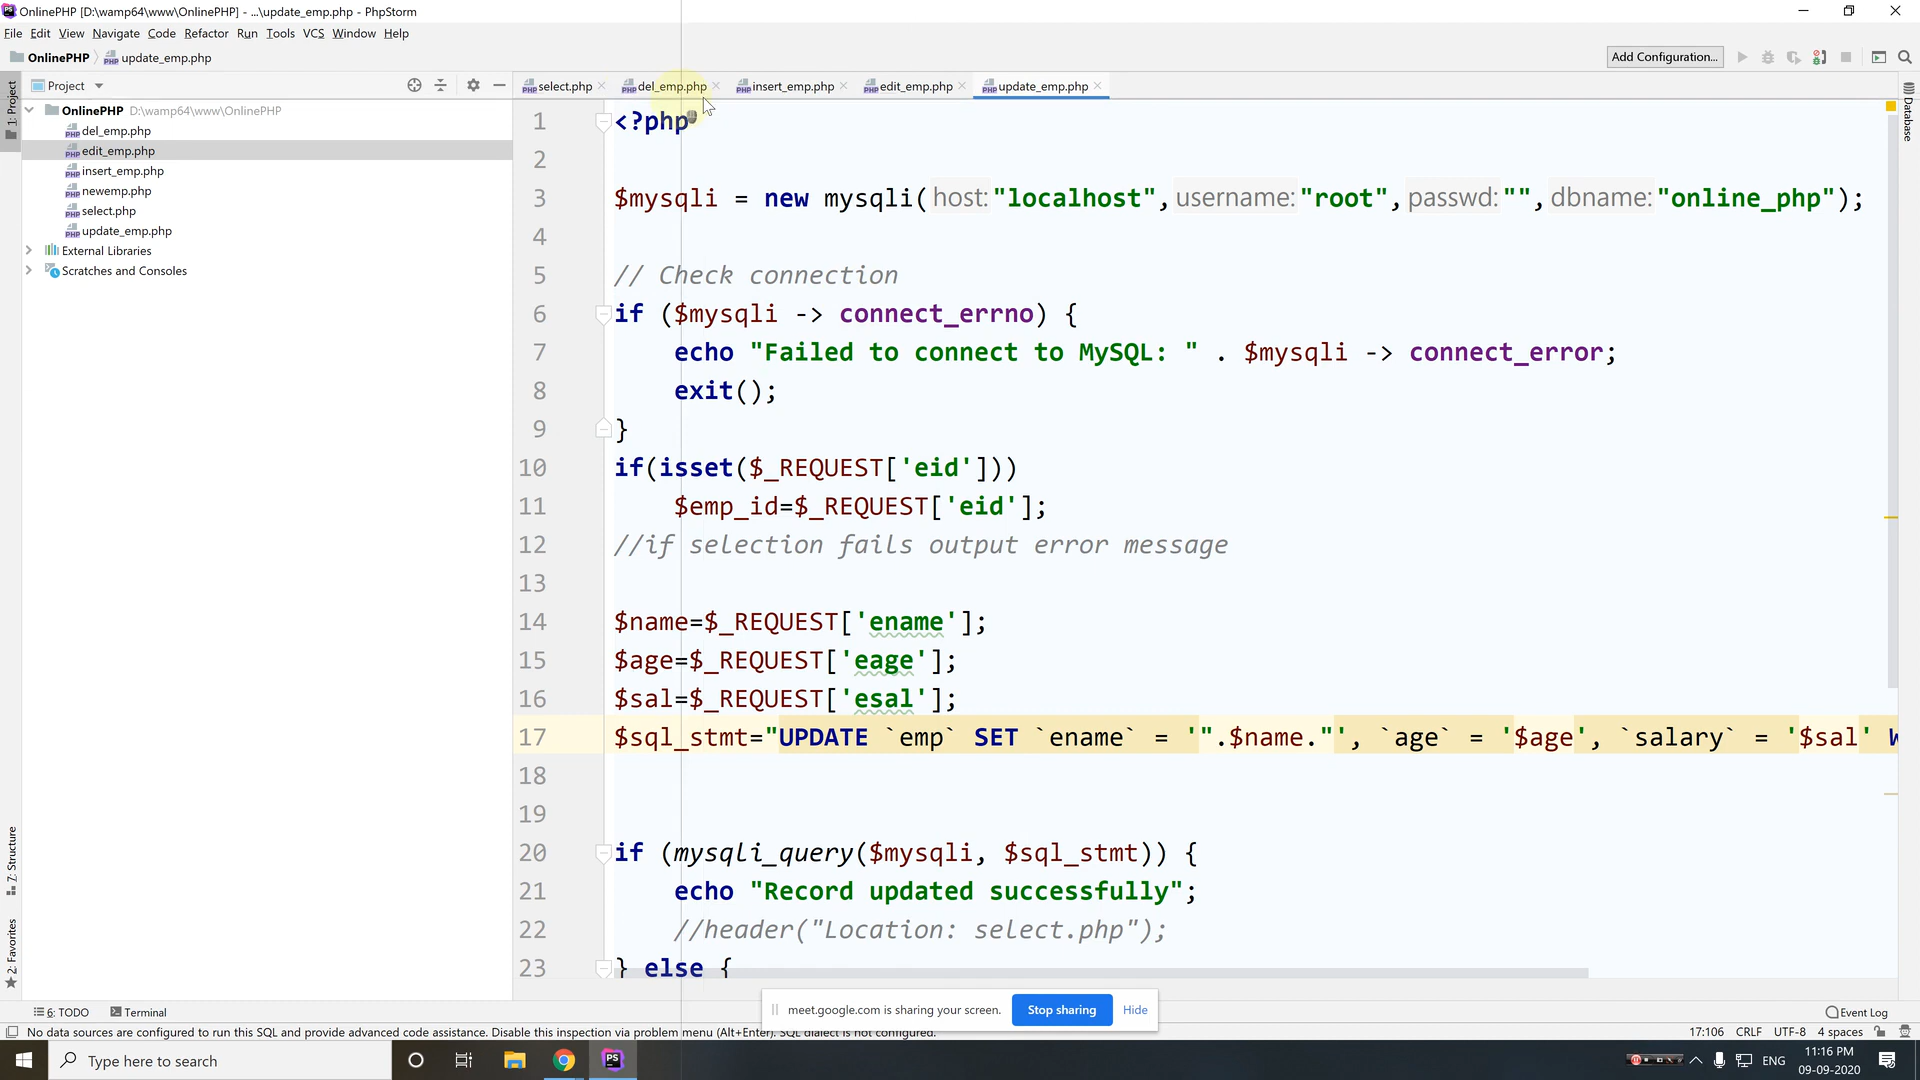 OnlinePHP [D:\wamp64\www\OnlinePHP] - ...\update_emp.php - PhpStorm
File Edit View Navigate Code Refactor Run Tools VCS Window Help
OnlinePHP update_emp.php
Add Configuration...
Project
select.php
del_emp.php
insert_emp.php
edit_emp.php
update_emp.php
1: Project
OnlinePHP D:\wamp64\www\OnlinePHP
del_emp.php
edit_emp.php
insert_emp.php
newemp.php
select.php
update_emp.php
External Libraries
Scratches and Consoles
Database
1 <?php
2
3 $mysqli = new mysqli( host: "localhost", username: "root", passwd: "", dbname: "online_php");
4
5 // Check connection
6 if ($mysqli -> connect_errno) {
7 echo "Failed to connect to MySQL: " . $mysqli -> connect_error;
8 exit();
9 }
10 if(isset($_REQUEST['eid']))
11 $emp_id=$_REQUEST['eid'];
12 //if selection fails output error message
13
14 $name=$_REQUEST['ename'];
15 $age=$_REQUEST['eage'];
16 $sal=$_REQUEST['esal'];
17 $sql_stmt="UPDATE `emp` SET `ename` = '".$name."', `age` = '$age', `salary` = '$sal'
18
19
20 if (mysqli_query($mysqli, $sql_stmt)) {
21 echo "Record updated successfully";
22 //header("Location: select.php");
23 } else {
7: Structure
2: Favorites
6: TODO Terminal
meet.google.com is sharing your screen. Stop sharing Hide
Event Log
No data sources are configured to run this SQL and provide advanced code assistance. Disable this inspection via problem menu (Alt+Enter). SQL dialect is not configured.
17:106 CRLF UTF-8 4 spaces
Type here to search
ENG
11:16 PM
09-09-2020